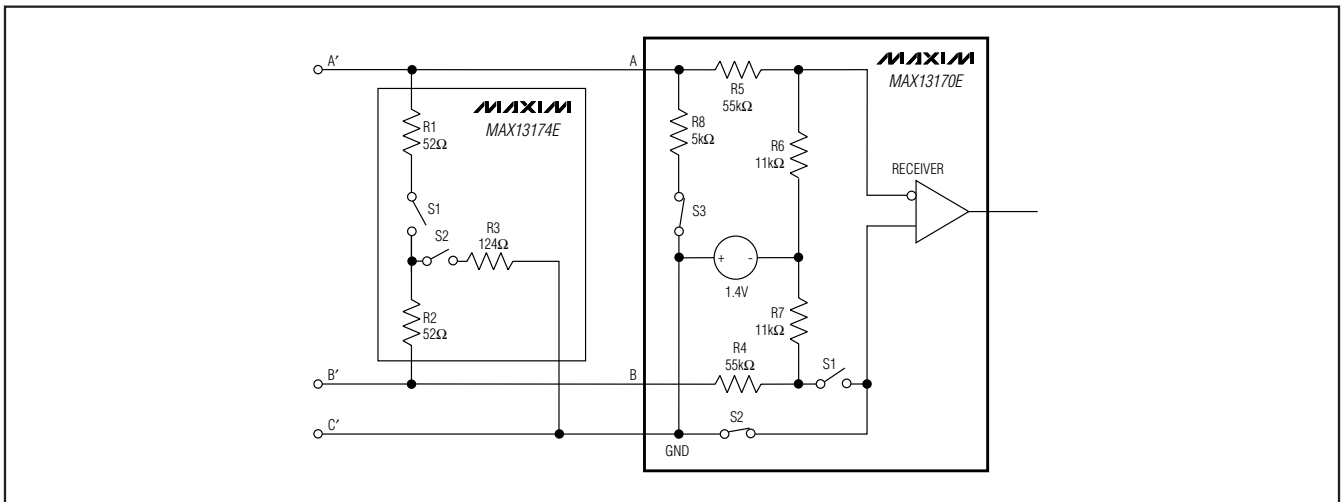 A′
A
MAXIM
MAX13170E
R5
55kΩ
MAXIM
MAX13174E
R1
52Ω
R8
5kΩ
R6
11kΩ
RECEIVER
S1
S3
S2
R3
124Ω
+ -
1.4V
R2
52Ω
R7
11kΩ
R4
55kΩ
S1
B′
B
S2
C′
GND